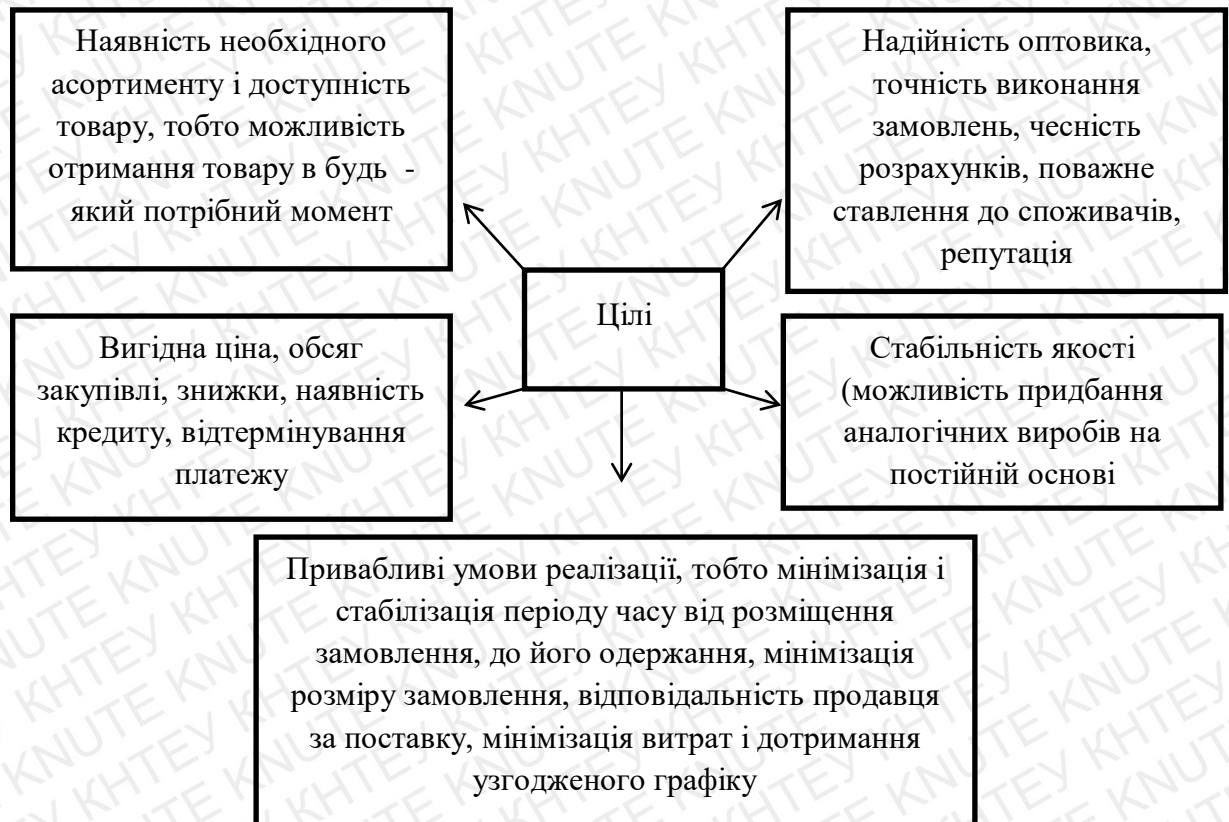 Наявність необхідного
асортименту і доступність
товару, тобто можливість
отримання товару в будь -
який потрібний момент
Надійність оптовика,
точність виконання
замовлень, чесність
розрахунків, поважне
ставлення до споживачів,
репутація
Цілі
Вигідна ціна, обсяг
закупівлі, знижки, наявність
кредиту, відтермінування
платежу
Стабільність якості
(можливість придбання
аналогічних виробів на
постійній основі
Привабливі умови реалізації, тобто мінімізація і
стабілізація періоду часу від розміщення
замовлення, до його одержання, мінімізація
розміру замовлення, відповідальність продавця
за поставку, мінімізація витрат і дотримання
узгодженого графіку